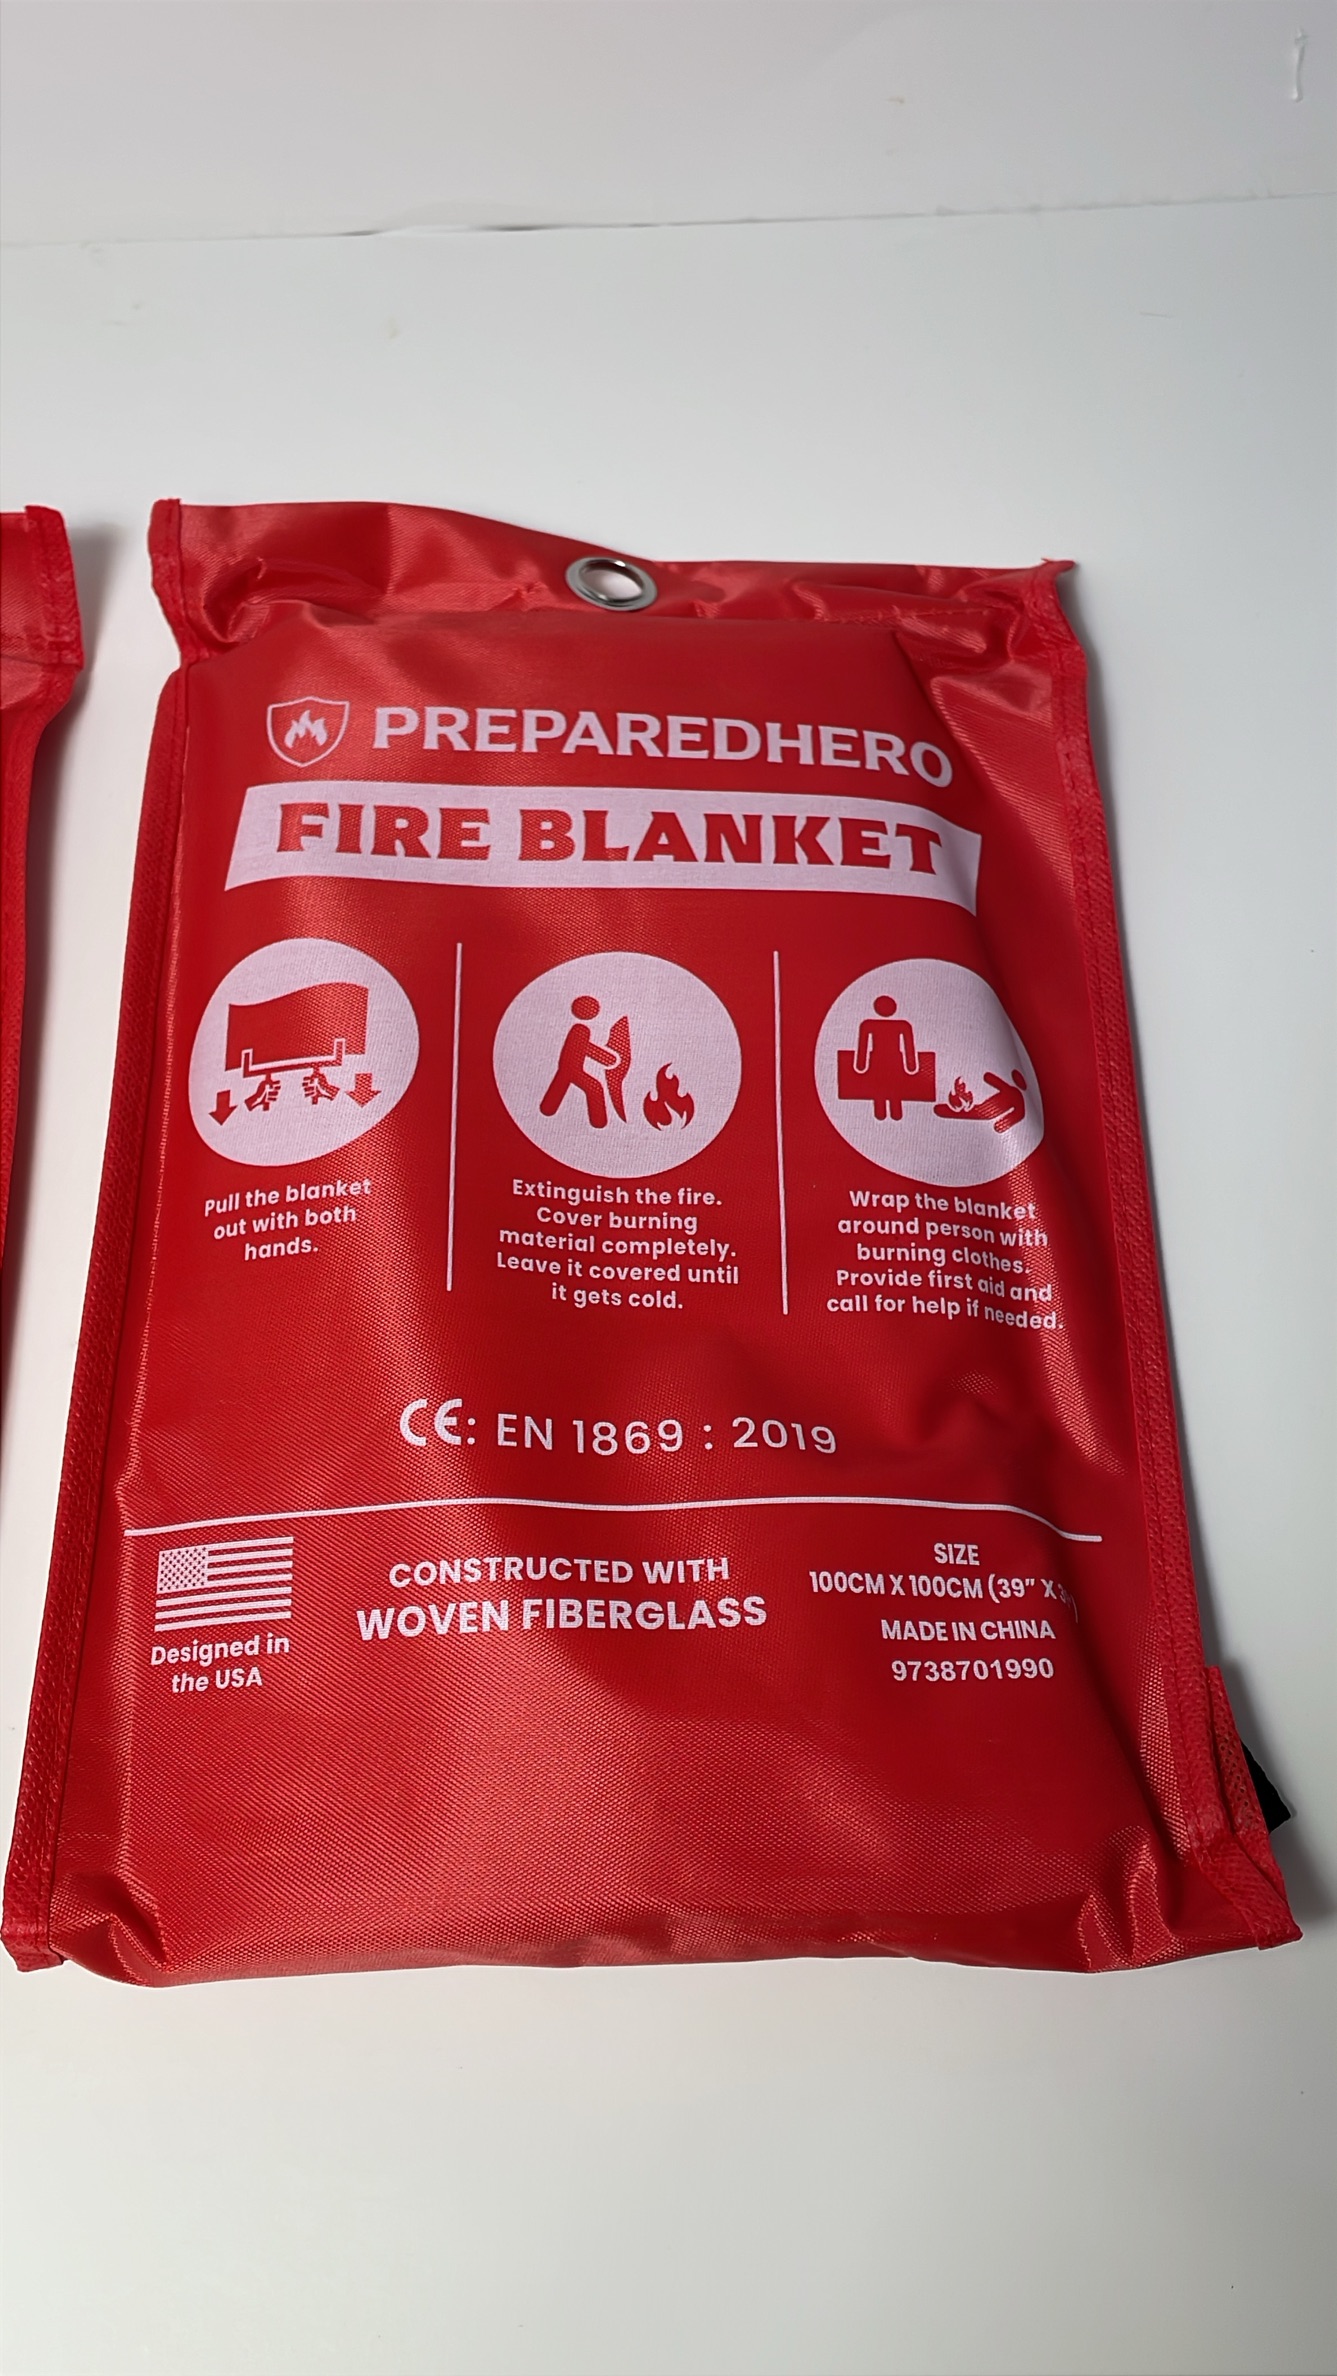 PREPAREDHERO
FIRE BLANKET
Pull the blanket
out with both
hands.
Extinguish the fire.
Cover burning
material completely.
Leave it covered until
it gets cold.
Wrap the blanket
around person with
burning clothes.
Provide first aid and
call for help if needed.
CE: EN 1869 : 2019
Designed in
the USA
CONSTRUCTED WITH
WOVEN FIBERGLASS
SIZE
100CM X 100CM (39" X
MADE IN CHINA
9738701990